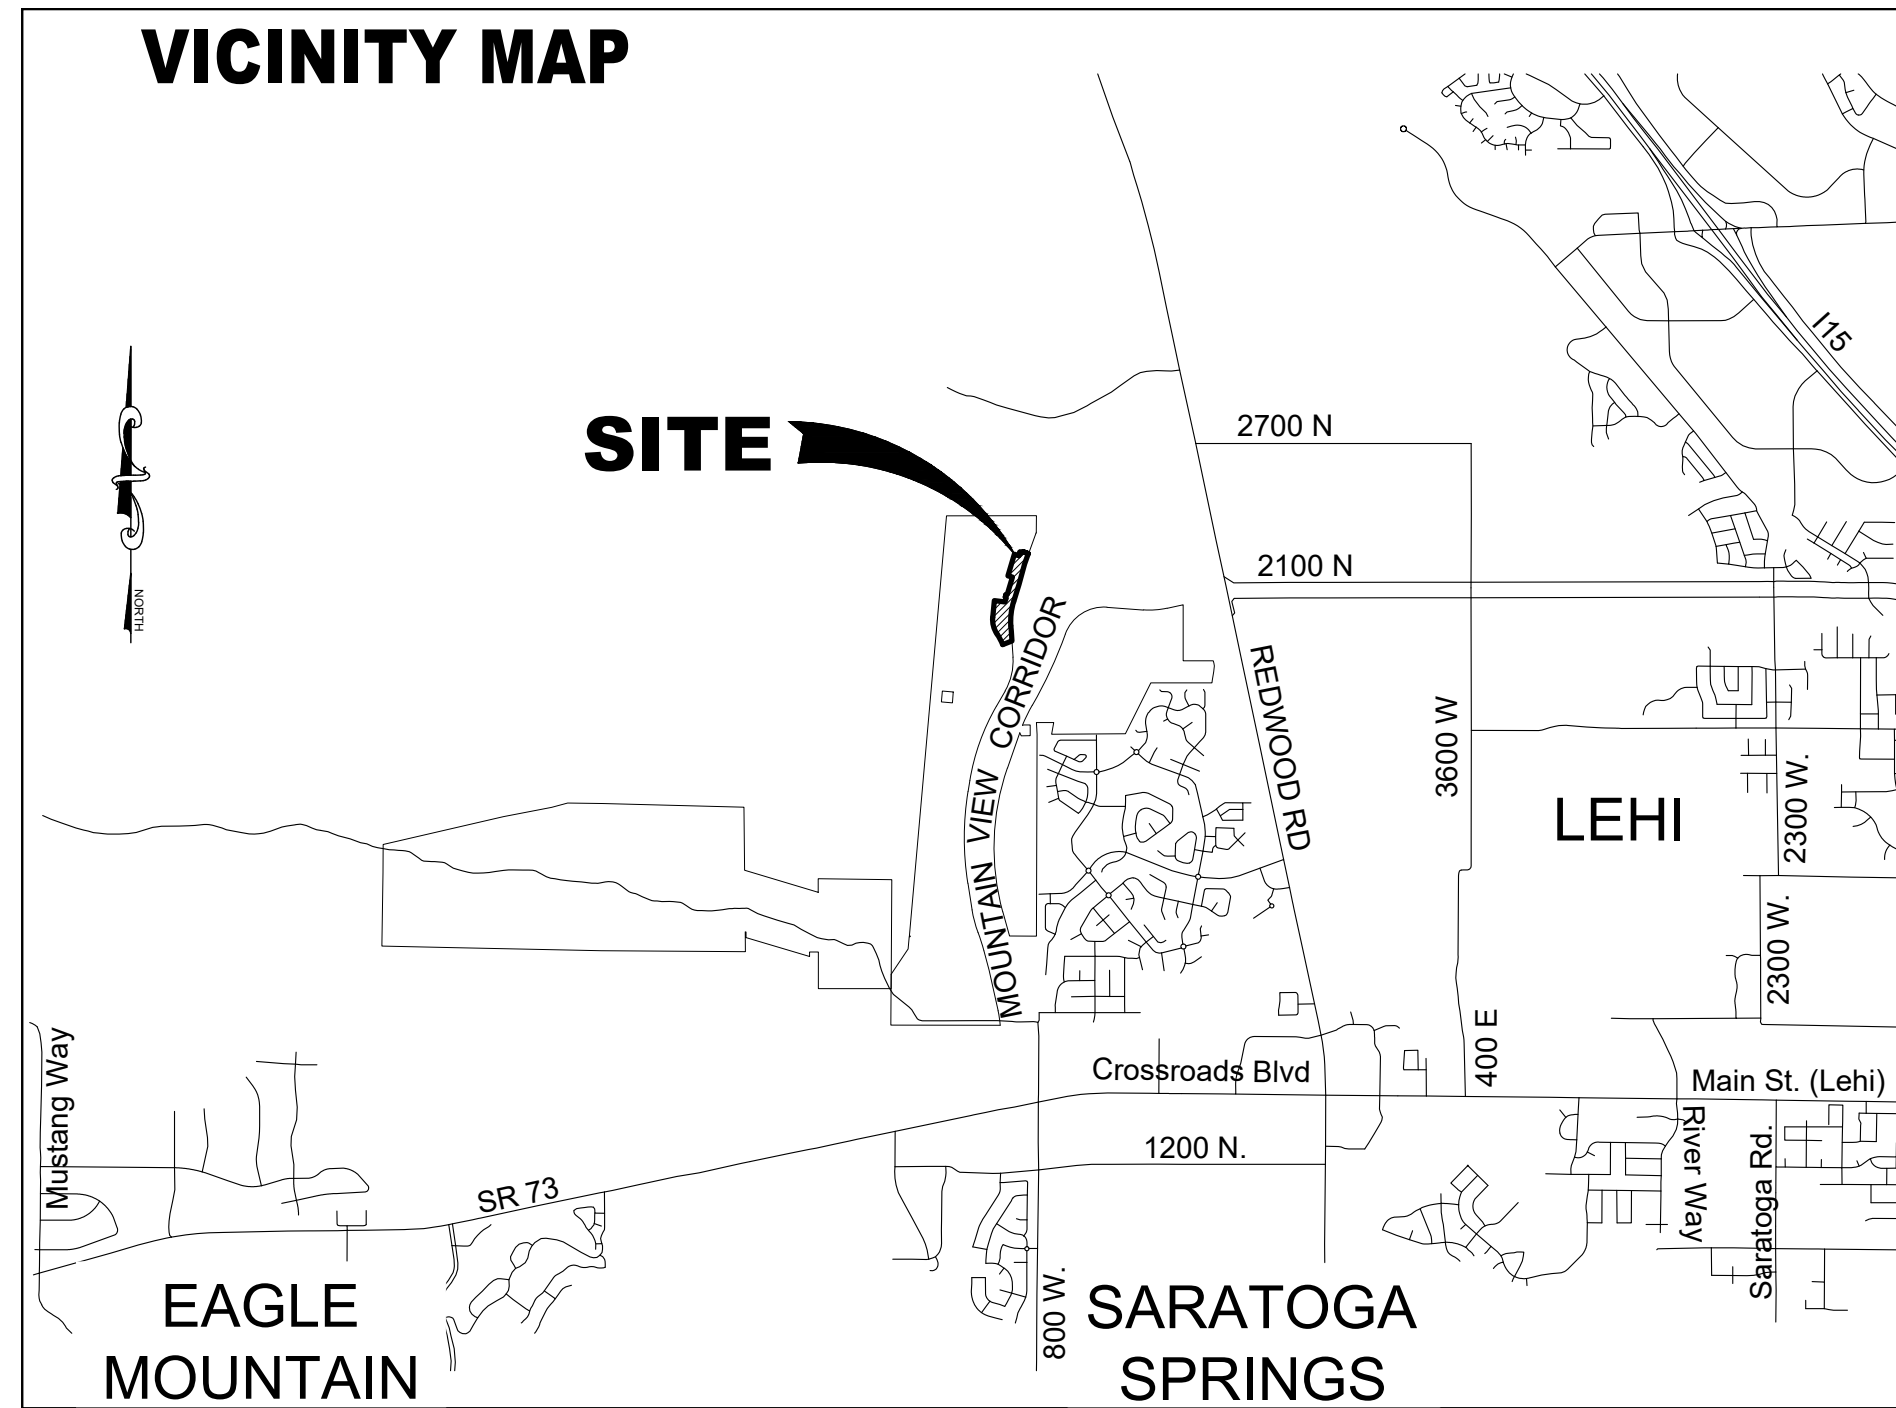 VICINITY MAP
I15
2700 N
SITE
2100 N
NORTH
MOUNTAIN VIEW CORRIDOR
REDWOOD RD
3600 W
LEHI
2300 W.
2300 W.
Mustang Way
400 E
Crossroads Blvd
Main St. (Lehi)
1200 N.
River Way
Saratoga Rd.
SR 73
800 W.
EAGLE
MOUNTAIN
SARATOGA
SPRINGS